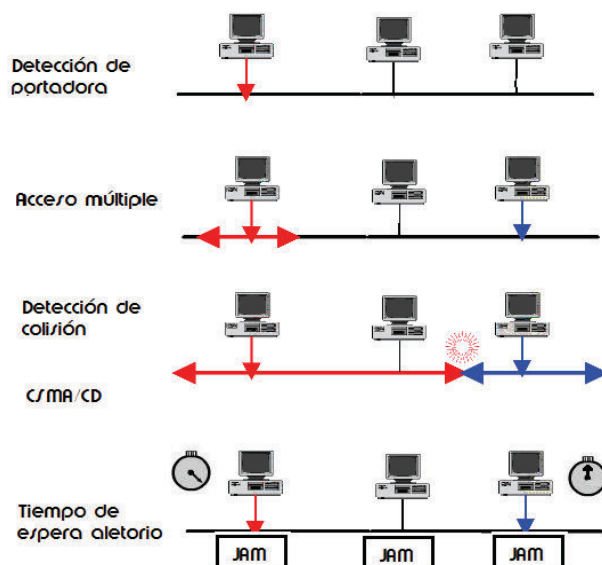 Detección de
portadora
Acceso múltiple
Detección de
colisión
CSMA/CD
Tiempo de
espera aletorio
JAM
JAM
JAM